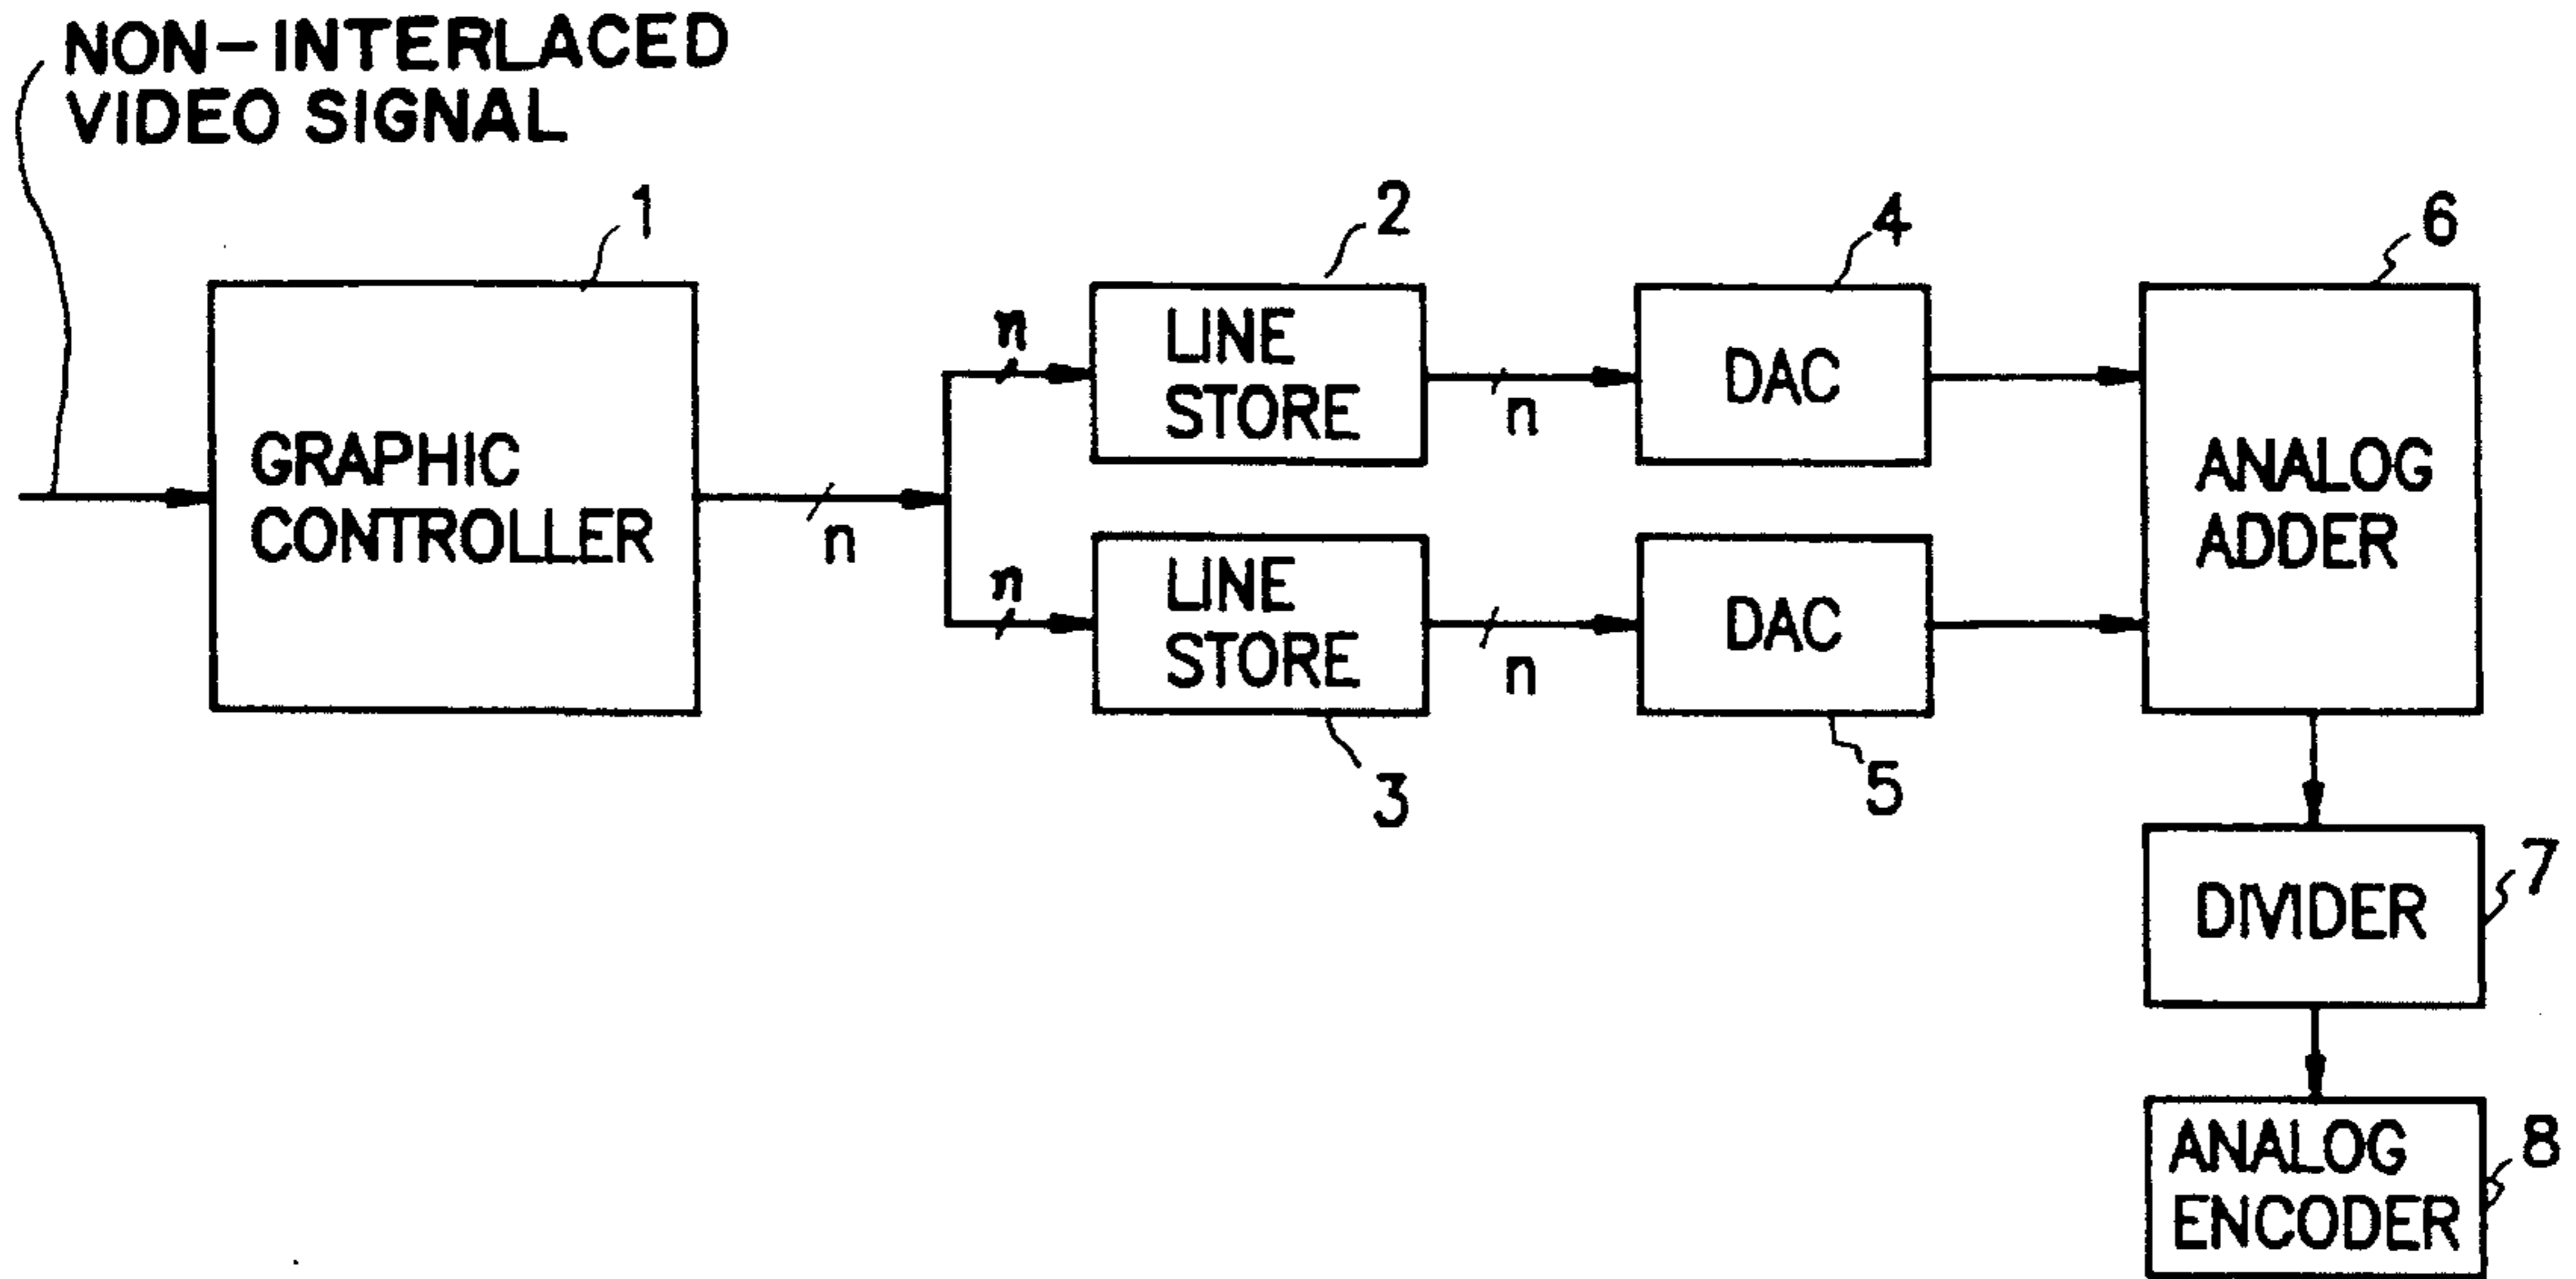 NON-INTERLACED
VIDEO SIGNAL
1
2
4
6
n
LINE
STORE
n
DAC
GRAPHIC
CONTROLLER
n
ANALOG
ADDER
n
LINE
STORE
n
DAC
3
5
DIVIDER
7
ANALOG
ENCODER
8